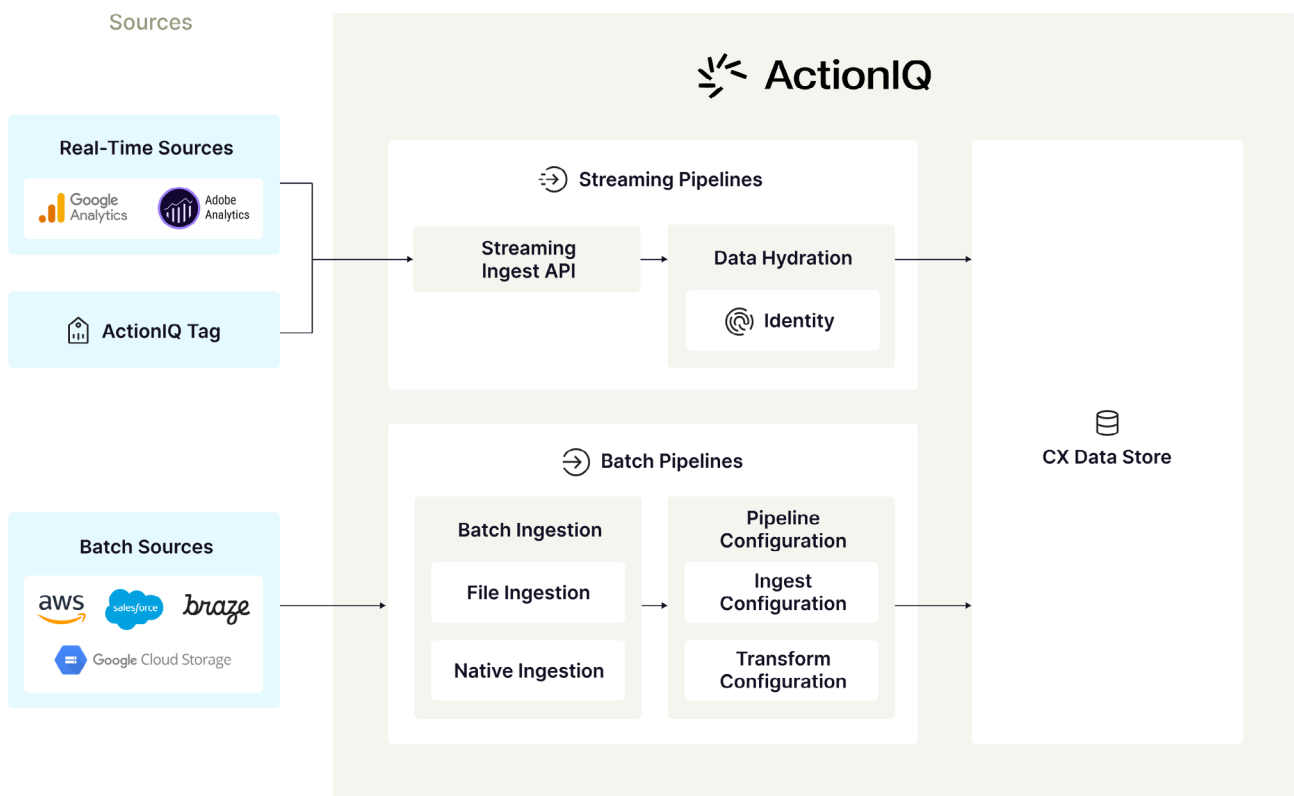 Sources
ActionIQ
Real-Time Sources
Google
Analytics
Adobe
Analytics
ActionIQ Tag
Streaming Pipelines
Streaming
Ingest API
Data Hydration
Identity
CX Data Store
Batch Pipelines
Batch Sources
aws
salesforce
braze
Google Cloud Storage
Batch Ingestion
File Ingestion
Native Ingestion
Pipeline
Configuration
Ingest
Configuration
Transform
Configuration